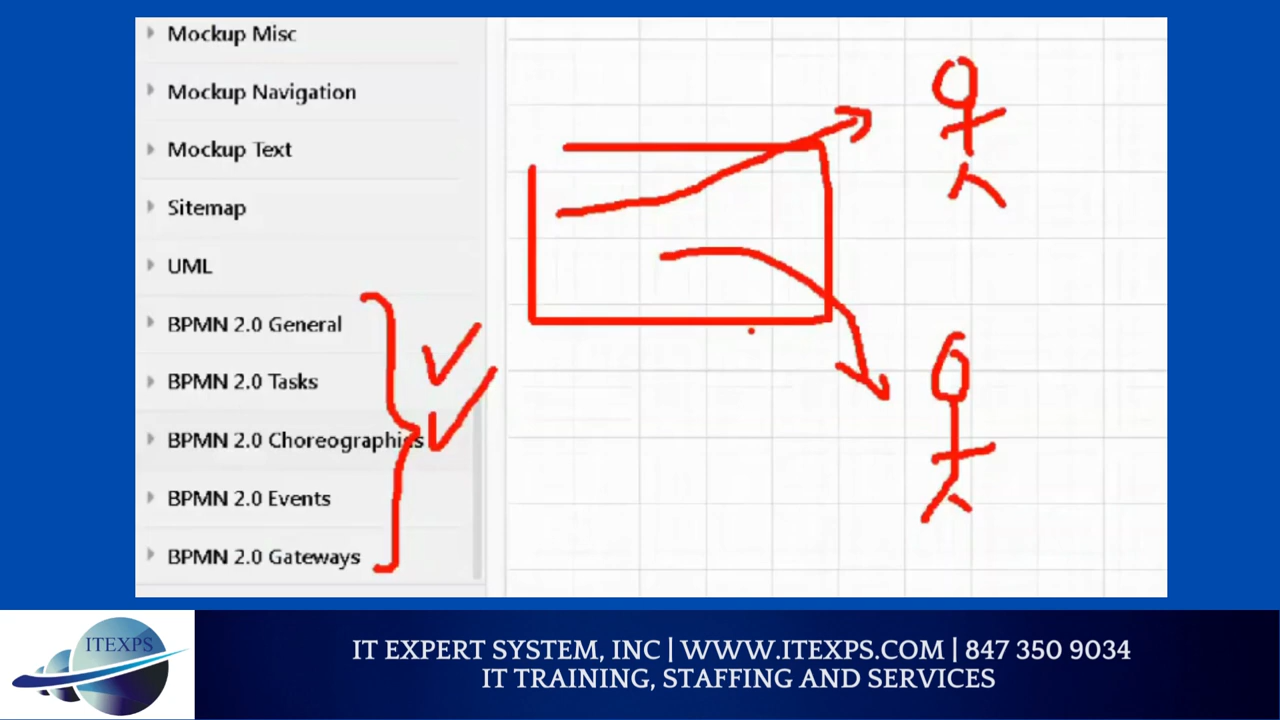 Mockup Misc
Mockup Navigation
Mockup Text
Sitemap
UML
BPMN 2.0 General
BPMN 2.0 Tasks
BPMN 2.0 Choreographies
BPMN 2.0 Events
BPMN 2.0 Gateways
ITEXPS
IT EXPERT SYSTEM, INC | WWW.ITEXPS.COM | 847 350 9034
IT TRAINING, STAFFING AND SERVICES